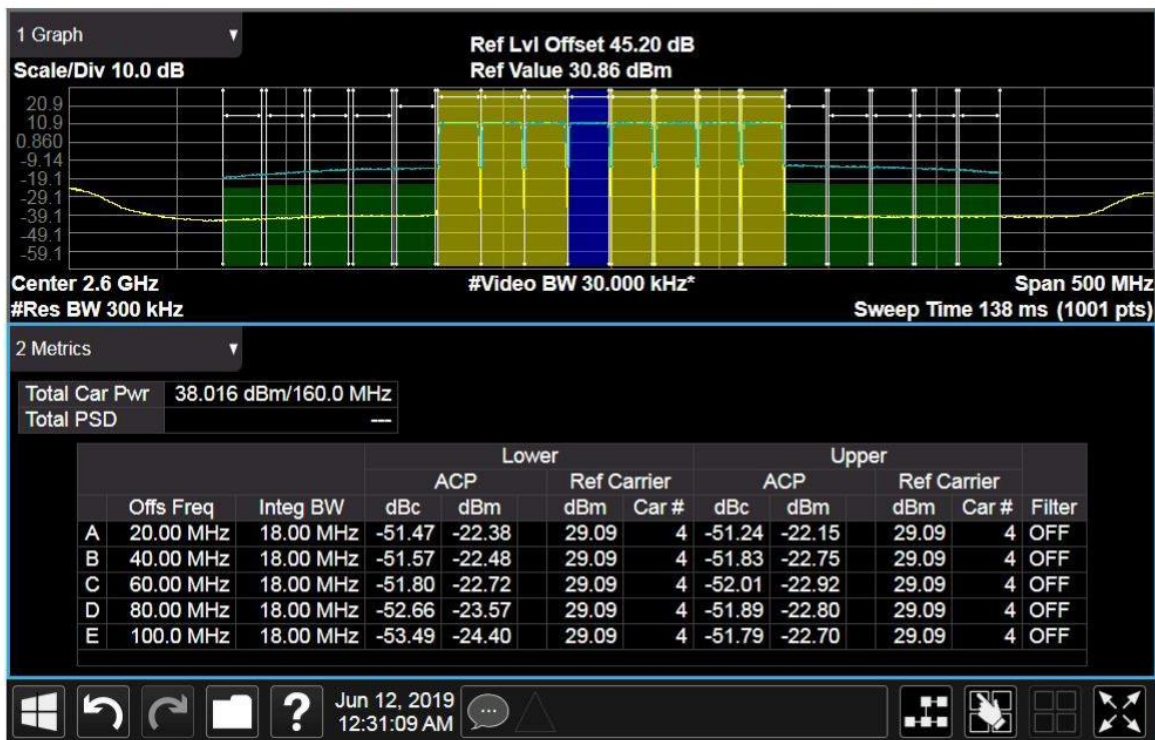 1 Graph
Ref Lvl Offset 45.20 dB
Scale/Div 10.0 dB
Ref Value 30.86 dBm
20.9
10.9
0.860
-9.14
-19.1
-29.1
-39.1
-49.1
-59.1
Center 2.6 GHz
#Video BW 30.000 kHz*
Span 500 MHz
#Res BW 300 kHz
Sweep Time 138 ms (1001 pts)
2 Metrics
Total Car Pwr 38.016 dBm/160.0 MHz
Total PSD ---
Lower Upper
ACP Ref Carrier ACP Ref Carrier
Offs Freq Integ BW dBc dBm dBm Car # dBc dBm dBm Car # Filter
A 20.00 MHz 18.00 MHz -51.47 -22.38 29.09 4 -51.24 -22.15 29.09 4 OFF
B 40.00 MHz 18.00 MHz -51.57 -22.48 29.09 4 -51.83 -22.75 29.09 4 OFF
C 60.00 MHz 18.00 MHz -51.80 -22.72 29.09 4 -52.01 -22.92 29.09 4 OFF
D 80.00 MHz 18.00 MHz -52.66 -23.57 29.09 4 -51.89 -22.80 29.09 4 OFF
E 100.0 MHz 18.00 MHz -53.49 -24.40 29.09 4 -51.79 -22.70 29.09 4 OFF
?
Jun 12, 2019
12:31:09 AM